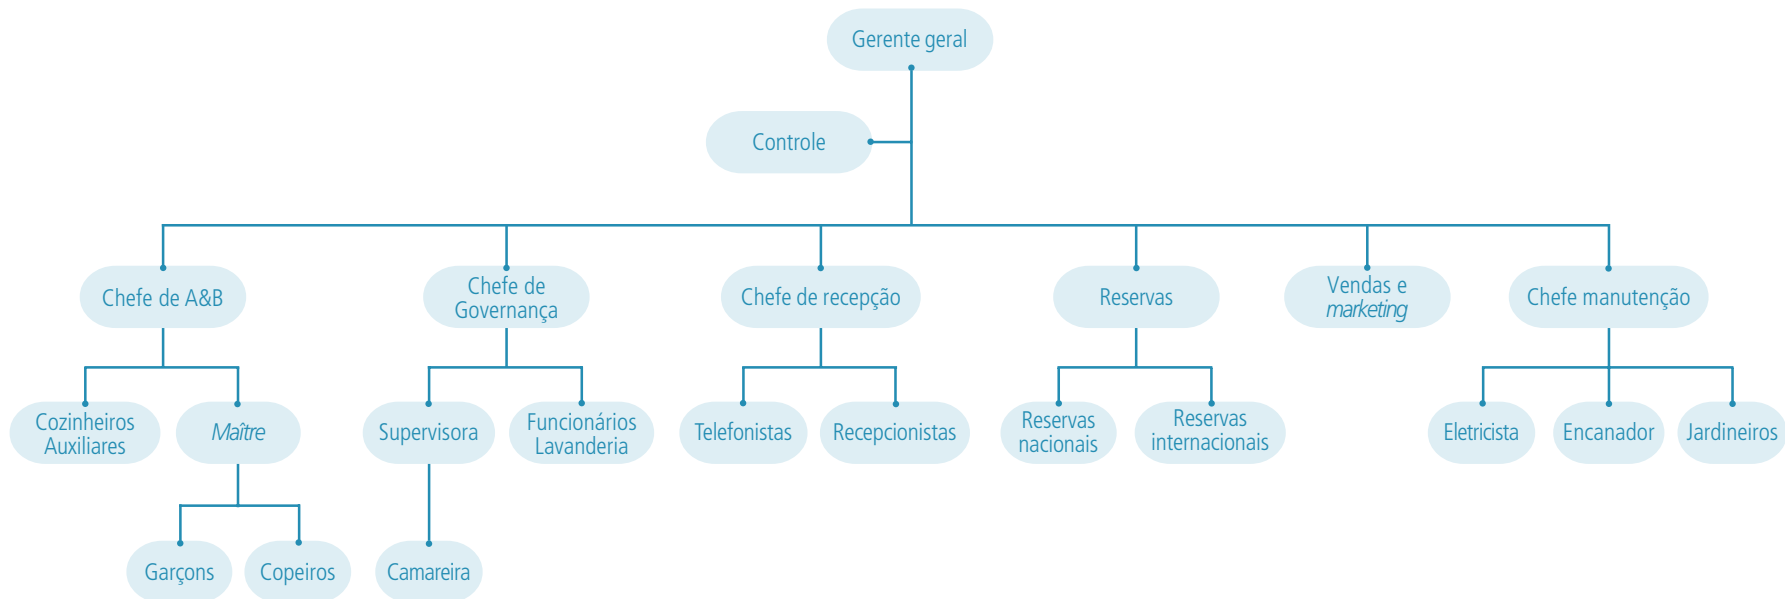 Gerente geral
Controle
Chefe de A&B
Chefe de
Governança
Chefe de recepção
Reservas
Vendas e
marketing
Chefe manutenção
Cozinheiros
Auxiliares
Maître
Supervisora
Funcionários
Lavanderia
Telefonistas
Recepcionistas
Reservas
nacionais
Reservas
internacionais
Eletricista
Encanador
Jardineiros
Garçons
Copeiros
Camareira